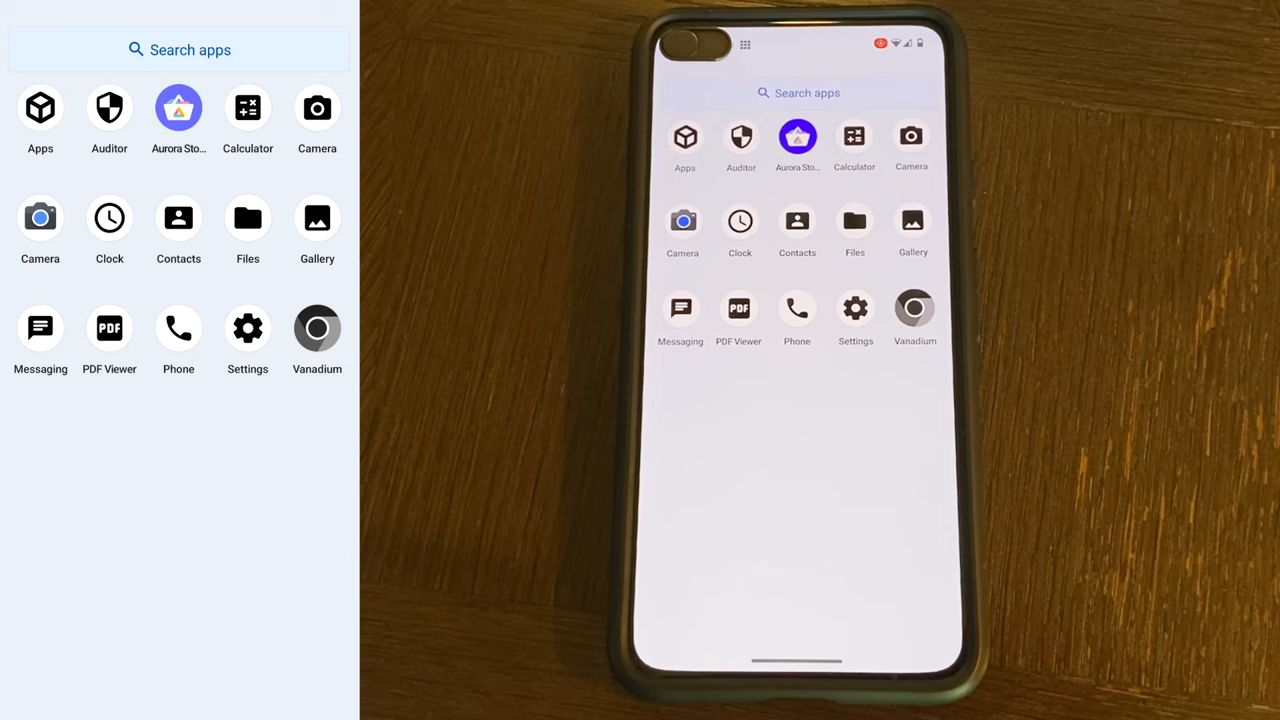 Search apps
Apps
Auditor
Aurora Sto...
Calculator
Camera
Camera
Clock
Contacts
Files
Gallery
Messaging
PDF
PDF Viewer
Phone
Settings
Vanadium
Search apps
Apps
Auditor
Aurora Sto...
Calculator
Camera
Camera
Clock
Contacts
Files
Gallery
Messaging
PDF
PDF Viewer
Phone
Settings
Vanadium